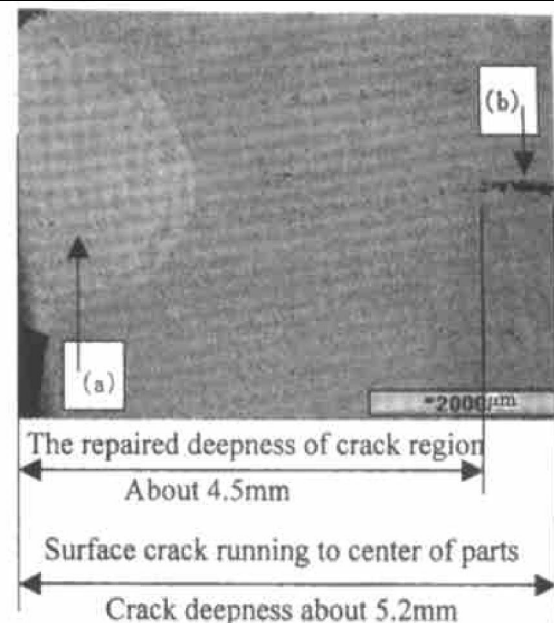 (b)
(a)
2000μm
The repaired deepness of crack region
About 4.5mm
Surface crack running to center of parts
Crack deepness about 5.2mm